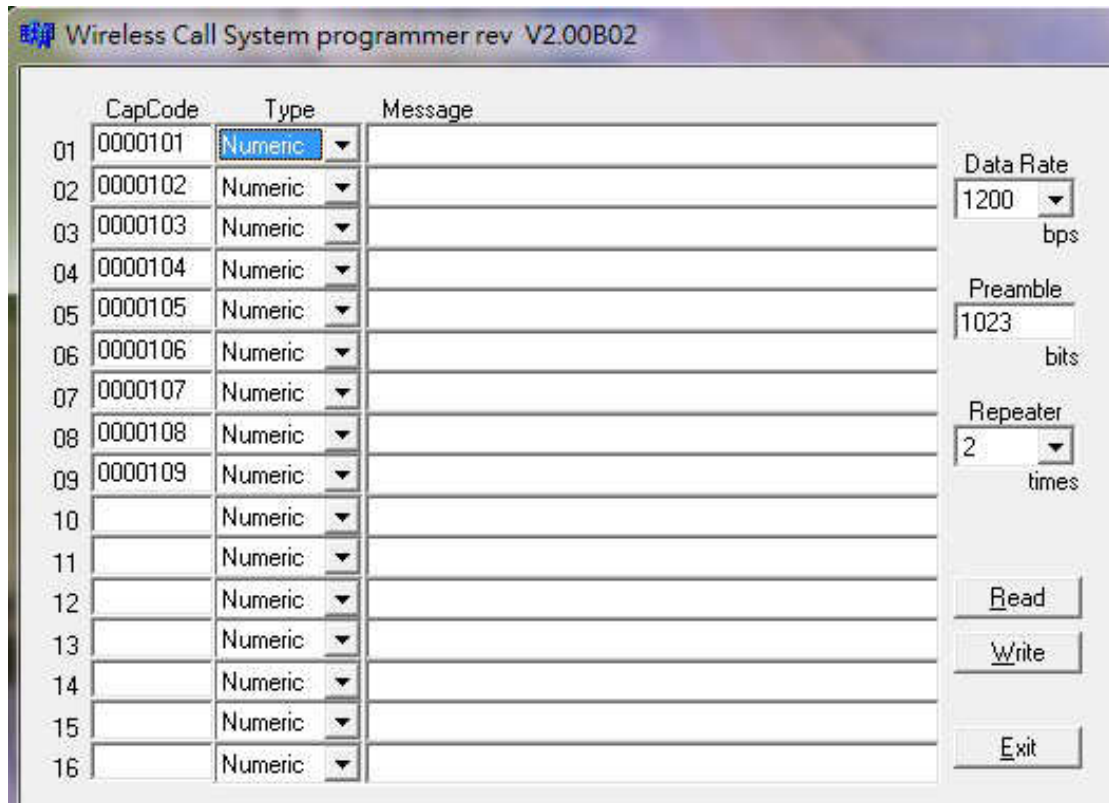 Wireless Call System programmer rev V2.00B02
CapCode Type Message
01 0000101 Numeric
02 0000102 Numeric
03 0000103 Numeric
04 0000104 Numeric
05 0000105 Numeric
06 0000106 Numeric
07 0000107 Numeric
08 0000108 Numeric
09 0000109 Numeric
10 Numeric
11 Numeric
12 Numeric
13 Numeric
14 Numeric
15 Numeric
16 Numeric
Data Rate
1200
bps
Preamble
1023
bits
Repeater
2
times
Read
Write
Exit